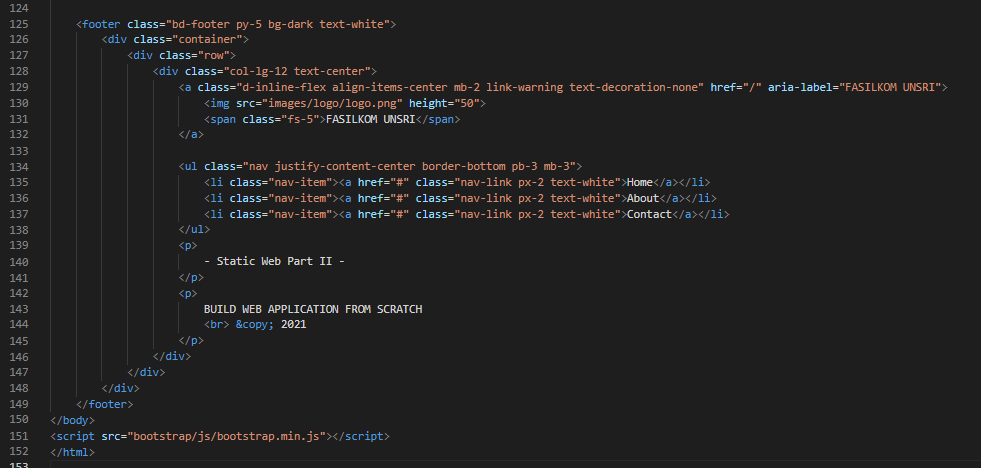 124
125 <footer class="bd-footer py-5 bg-dark text-white">
126 <div class="container">
127 <div class="row">
128 <div class="col-lg-12 text-center">
129 <a class="d-inline-flex align-items-center mb-2 link-warning text-decoration-none" href="/" aria-label="FASILKOM UNSRI">
130 <img src="images/logo/logo.png" height="50">
131 <span class="fs-5">FASILKOM UNSRI</span>
132 </a>
133
134 <ul class="nav justify-content-center border-bottom pb-3 mb-3">
135 <li class="nav-item"><a href="#" class="nav-link px-2 text-white">Home</a></li>
136 <li class="nav-item"><a href="#" class="nav-link px-2 text-white">About</a></li>
137 <li class="nav-item"><a href="#" class="nav-link px-2 text-white">Contact</a></li>
138 </ul>
139 <p>
140 - Static Web Part II -
141 </p>
142 <p>
143 BUILD WEB APPLICATION FROM SCRATCH
144 <br> &copy; 2021
145 </p>
146 </div>
147 </div>
148 </div>
149 </footer>
150 </body>
151 <script src="bootstrap/js/bootstrap.min.js"></script>
152 </html>
153